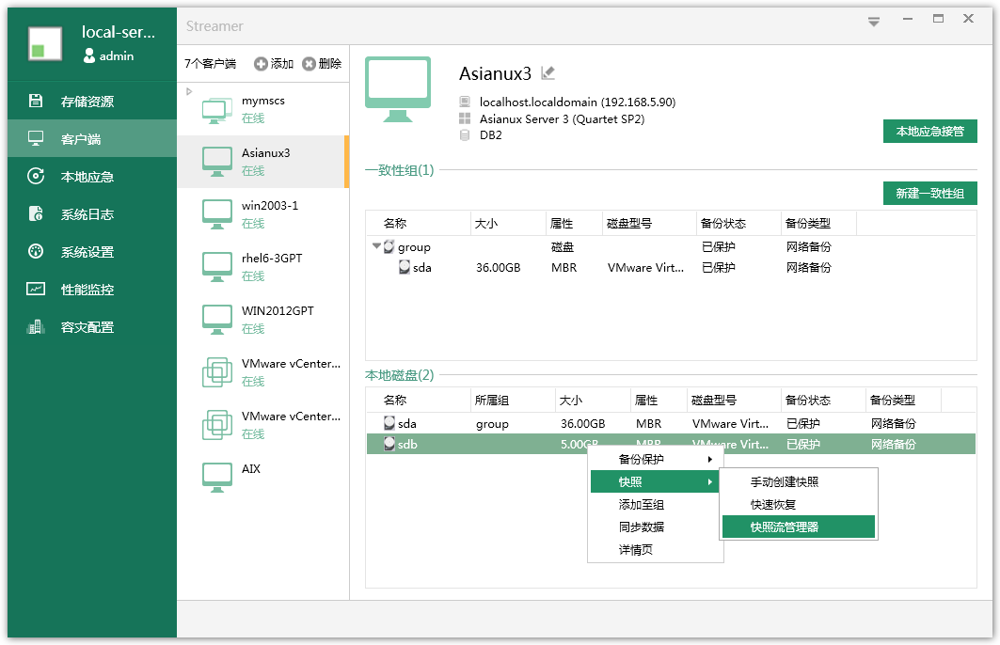 local-ser...
admin
存储资源
客户端
本地应急
系统日志
系统设置
性能监控
容灾配置
Streamer
7个客户端 添加 删除
mymscs
在线
Asianux3
在线
win2003-1
在线
rhel6-3GPT
在线
WIN2012GPT
在线
VMware vCenter...
在线
VMware vCenter...
在线
AIX
Asianux3
localhost.localdomain (192.168.5.90)
Asianux Server 3 (Quartet SP2)
DB2
本地应急接管
一致性组(1)
新建一致性组
名称 大小 属性 磁盘型号 备份状态 备份类型
group 磁盘 已保护 网络备份
sda 36.00GB MBR VMware Virt... 已保护 网络备份
本地磁盘(2)
名称 所属组 大小 属性 磁盘型号 备份状态 备份类型
sda group 36.00GB MBR VMware Virt... 已保护 网络备份
sdb 5.00GB MBR VMware Virt... 已保护 网络备份
备份保护
快照
添加至组
同步数据
详情页
手动创建快照
快速恢复
快照流管理器